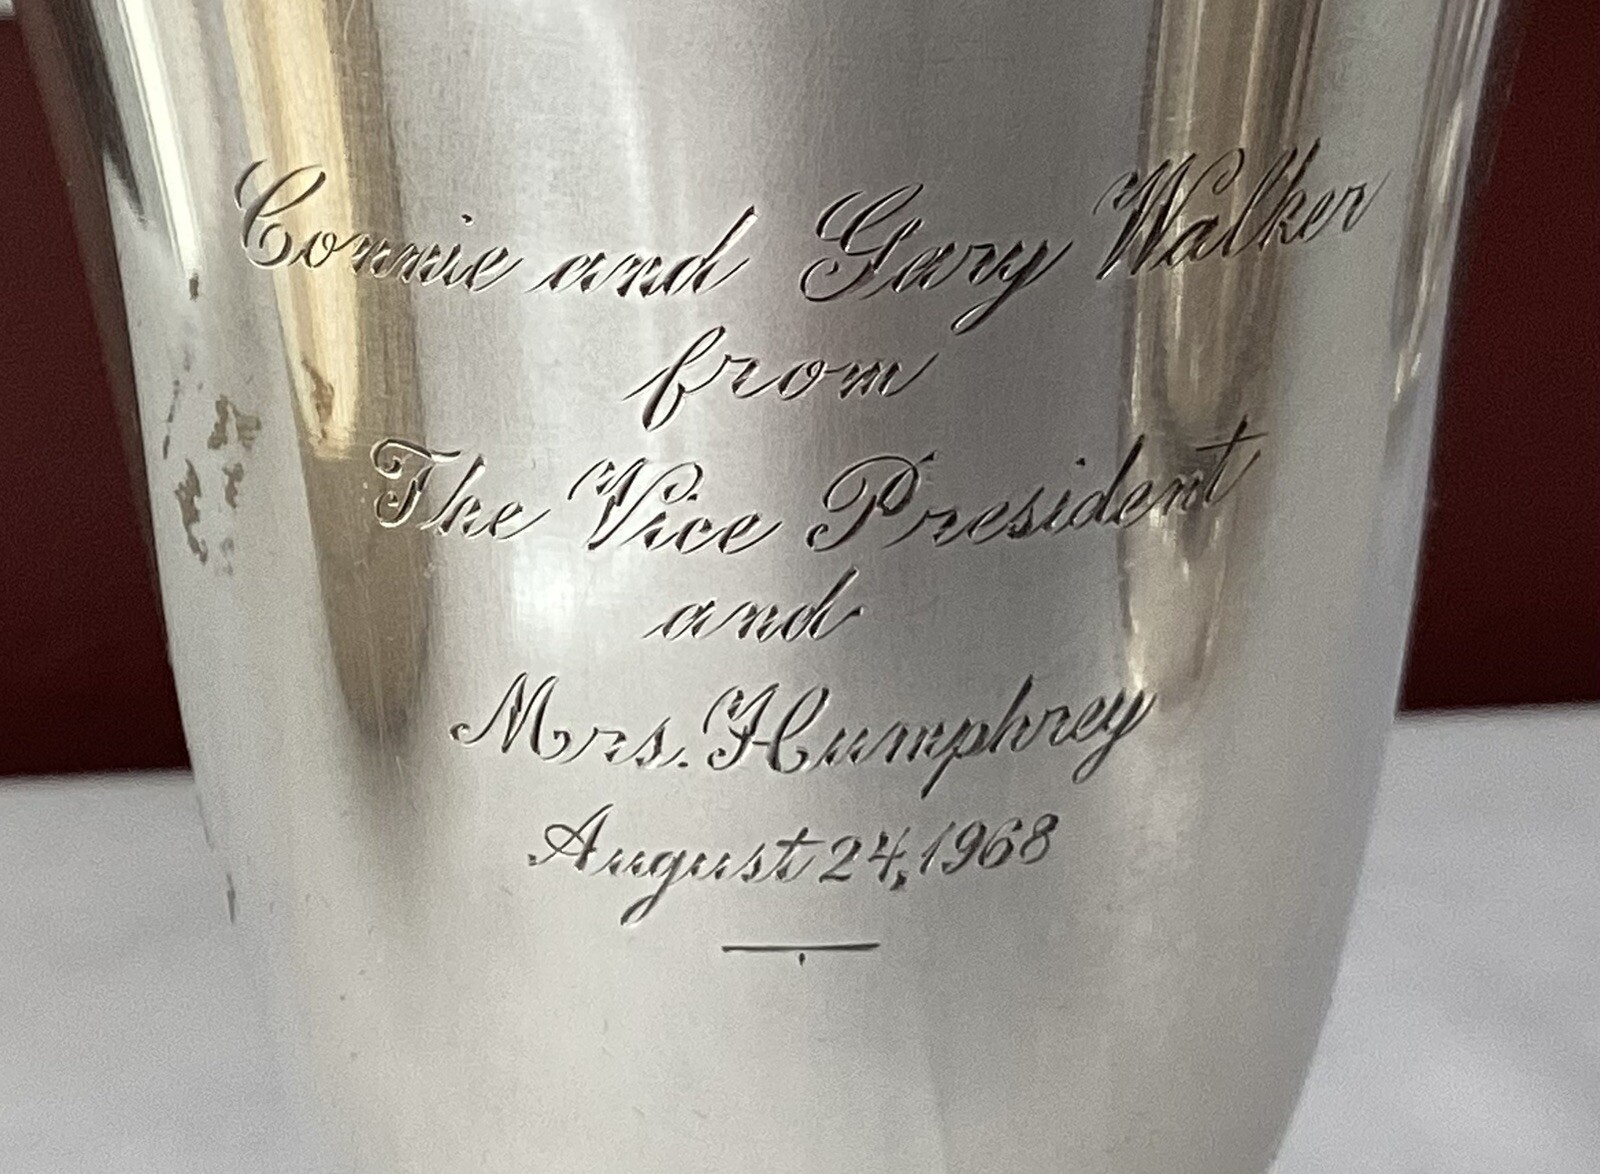 Connie and Gary Walker
from
The Vice President
and
Mrs. Humphrey
August 24, 1968